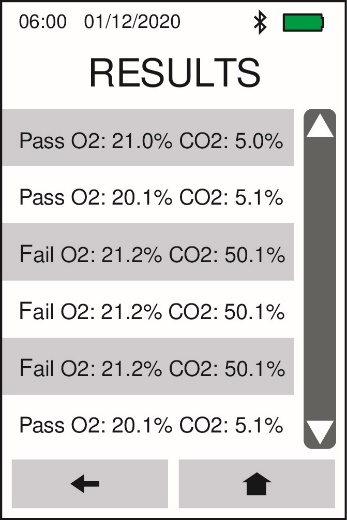 06:00 01/12/2020
RESULTS
Pass O2: 21.0% CO2: 5.0%
Pass O2: 20.1% CO2: 5.1%
Fail O2: 21.2% CO2: 50.1%
Fail O2: 21.2% CO2: 50.1%
Fail O2: 21.2% CO2: 50.1%
Pass O2: 20.1% CO2: 5.1%